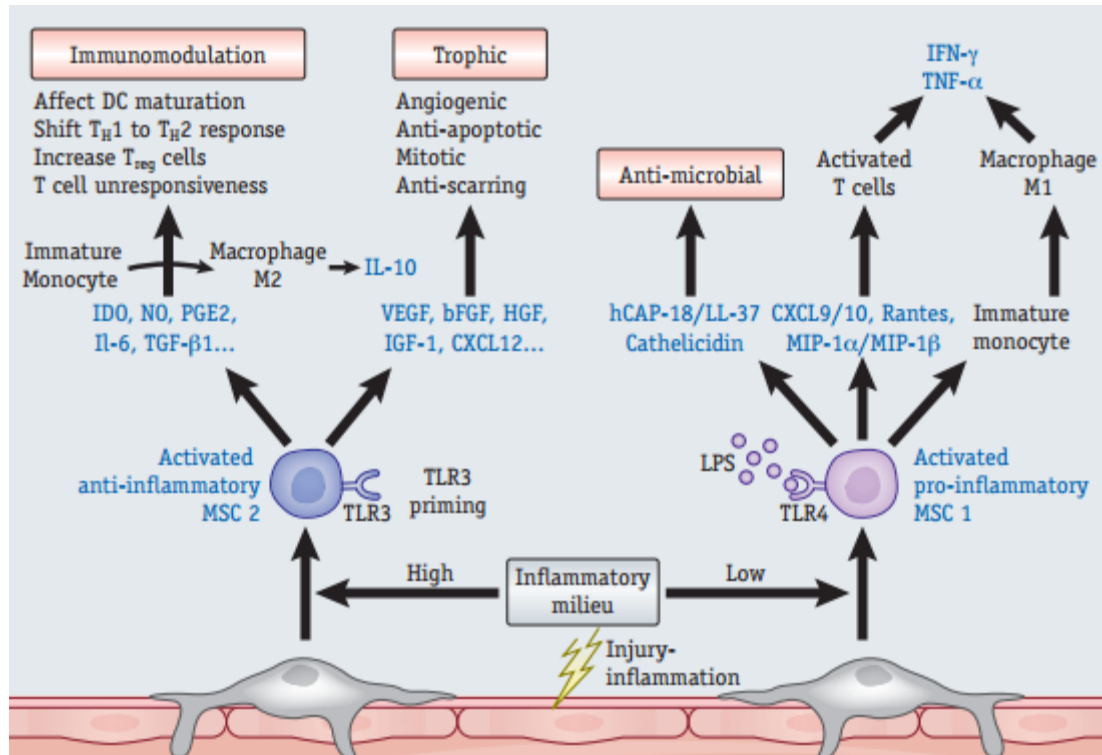 Immunomodulation
Affect DC maturation
Shift TH1 to TH2 response
Increase Treg cells
T cell unresponsiveness
Trophic
Angiogenic
Anti-apoptotic
Mitotic
Anti-scarring
Anti-microbial
IFN-γ
TNF-α
Activated
T cells
Macrophage
M1
Immature
Monocyte
Macrophage
M2
IL-10
IDO, NO, PGE2,
Il-6, TGF-β1...
VEGF, bFGF, HGF,
IGF-1, CXCL12...
hCAP-18/LL-37
Cathelicidin
CXCL9/10, Rantes,
MIP-1α/MIP-1β
Immature
monocyte
Activated
anti-inflammatory
MSC 2
TLR3
TLR3
priming
LPS
TLR4
Activated
pro-inflammatory
MSC 1
High
Inflammatory
milieu
Low
Injury-
inflammation